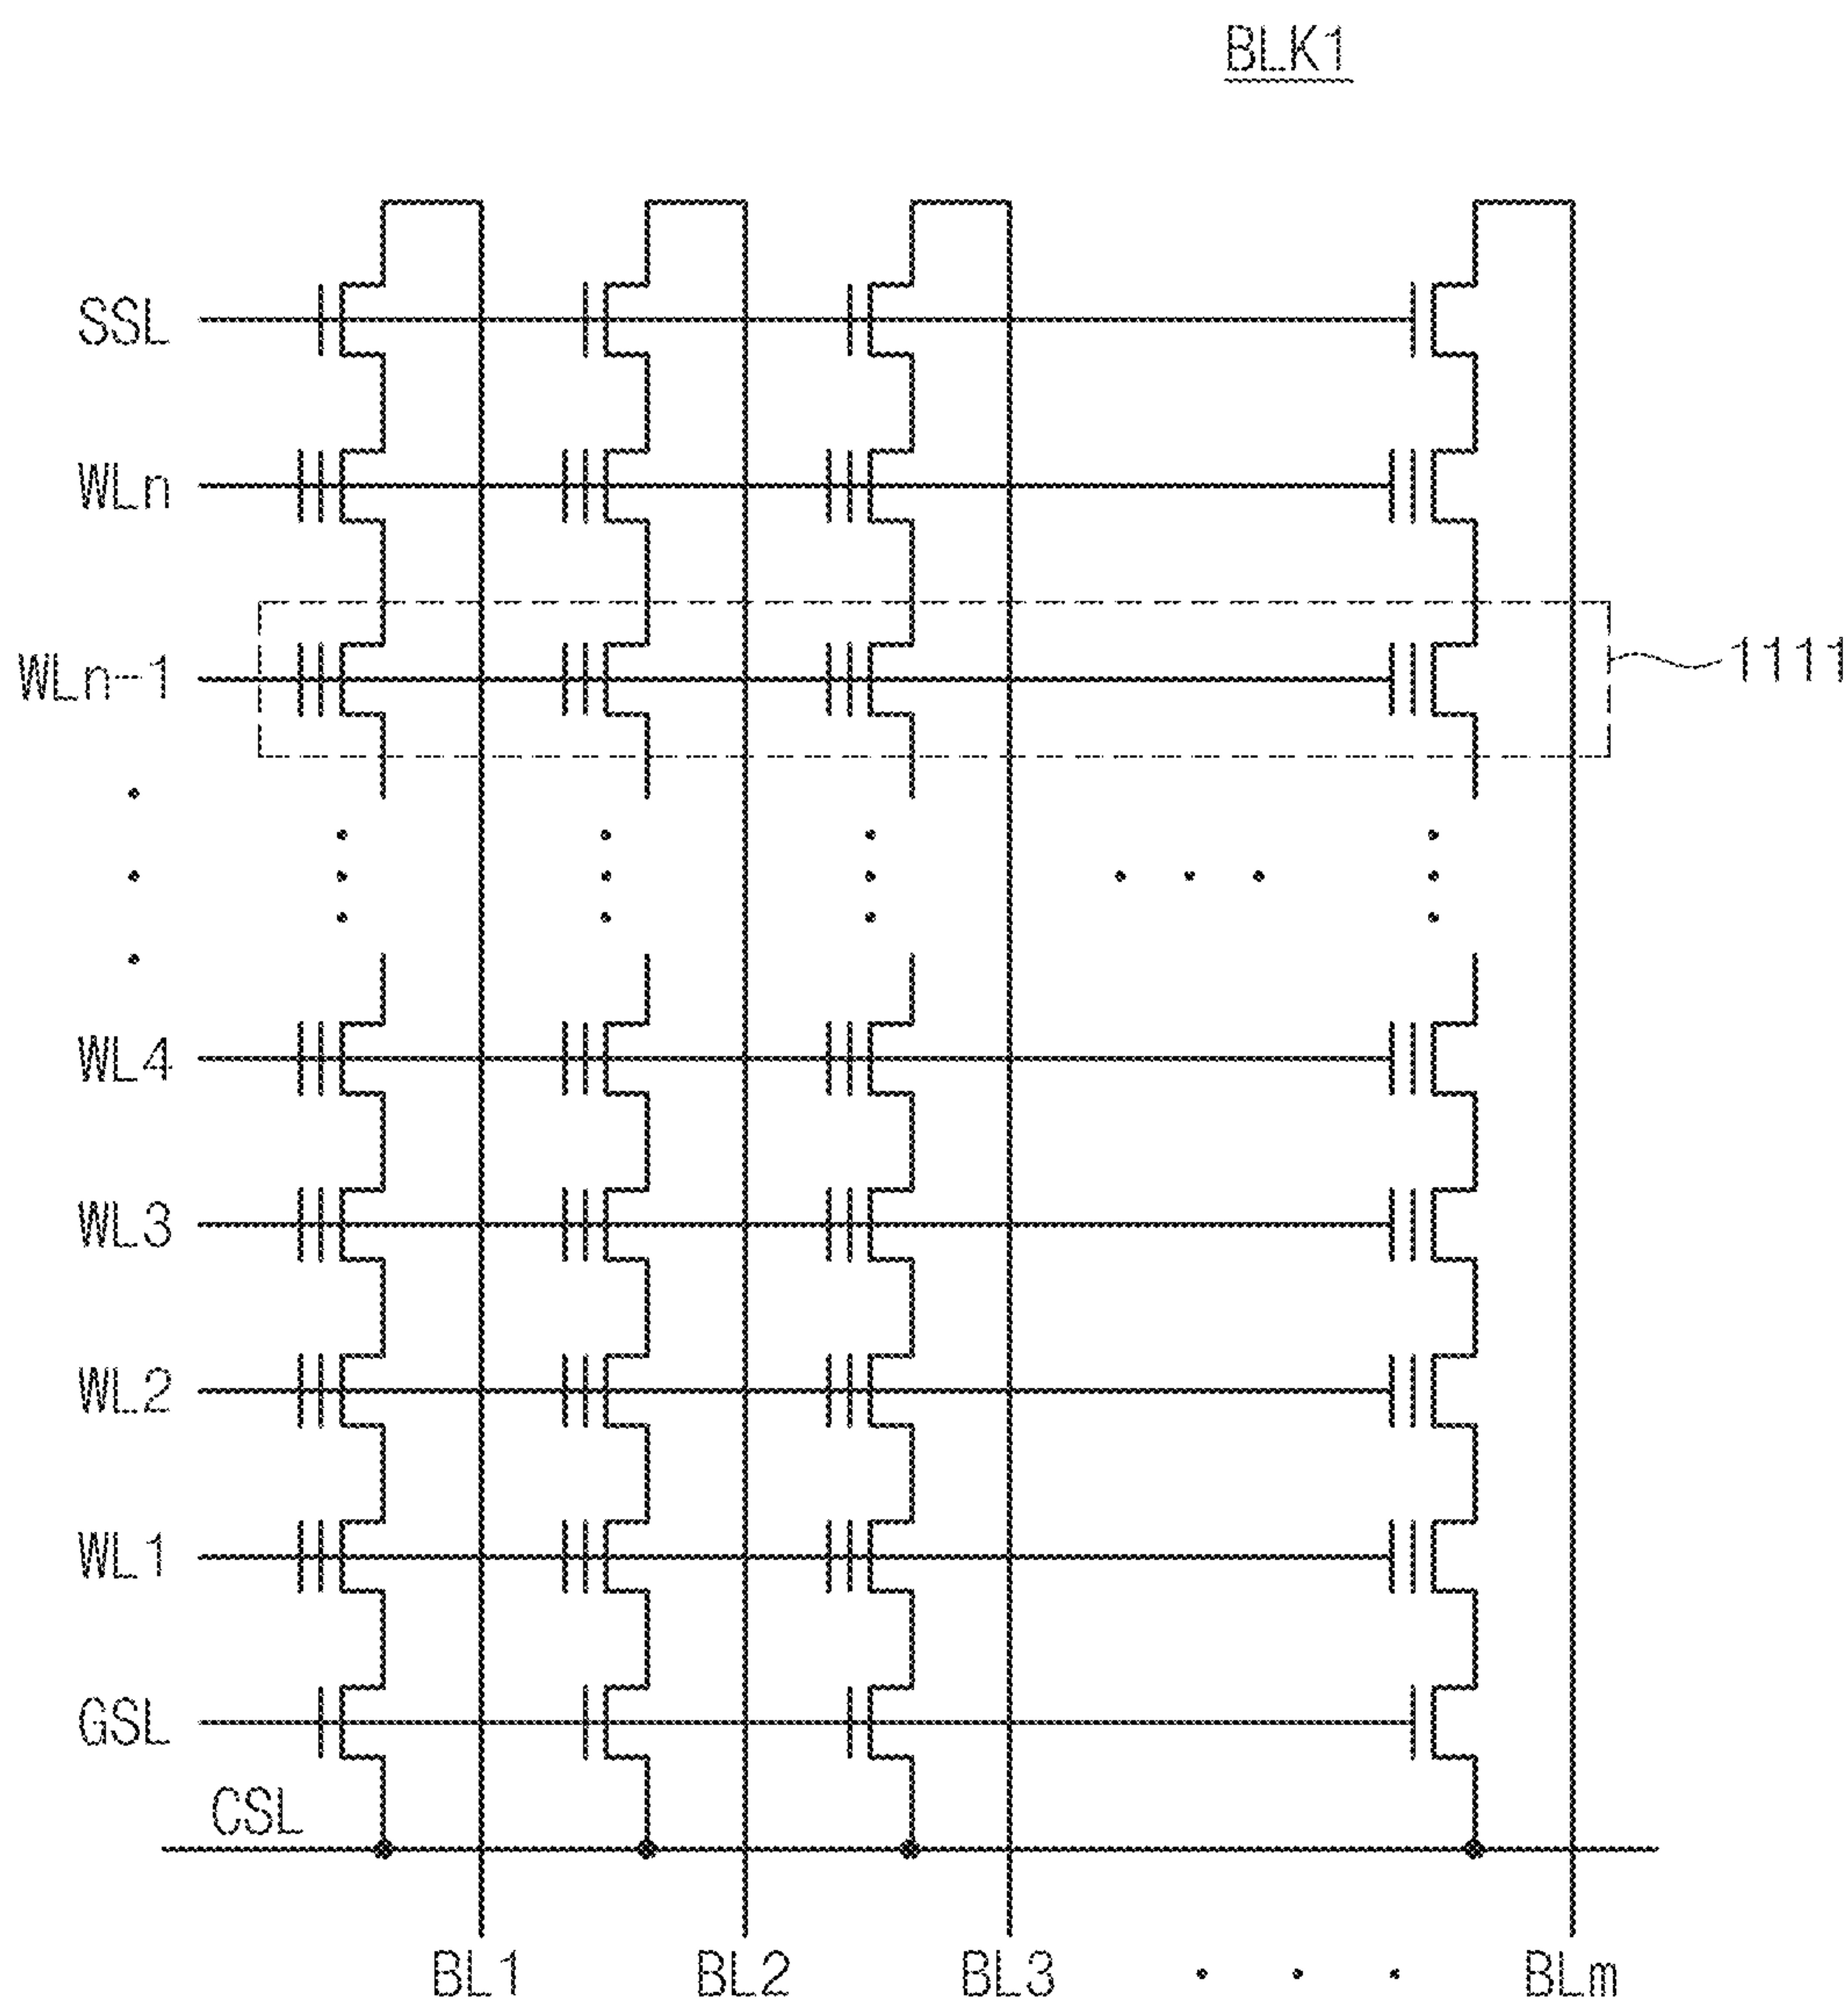 BLK1
SSL
WLn
WLn-1
1111
WL4
WL3
WL2
WL1
GSL
CSL
BL1 BL2 BL3 · · · BLm